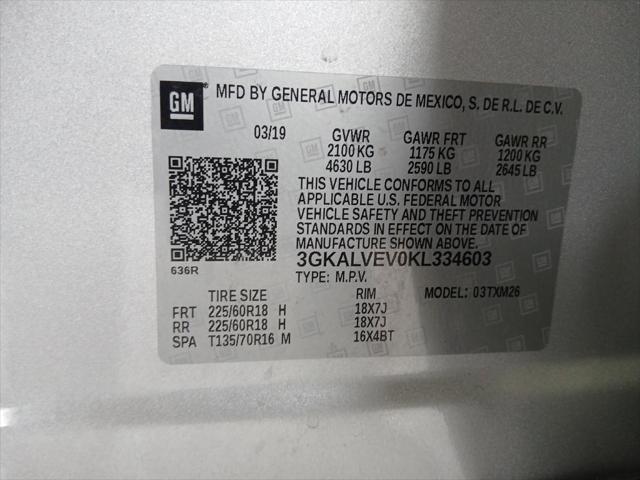 GM MFD BY GENERAL MOTORS DE MEXICO, S. DE R.L. DE C.V.
03/19 GVWR GAWR FRT GAWR RR
2100 KG 1175 KG 1200 KG
4630 LB 2590 LB 2645 LB
THIS VEHICLE CONFORMS TO ALL
APPLICABLE U.S. FEDERAL MOTOR
VEHICLE SAFETY AND THEFT PREVENTION
STANDARDS IN EFFECT ON THE DATE OF
MANUFACTURE SHOWN ABOVE.
636R 3GKALVEV0KL334603
TYPE: M.P.V. MODEL: 03TXM26
TIRE SIZE RIM
FRT 225/60R18 H 18X7J
RR 225/60R18 H 18X7J
SPA T135/70R16 M 16X4BT